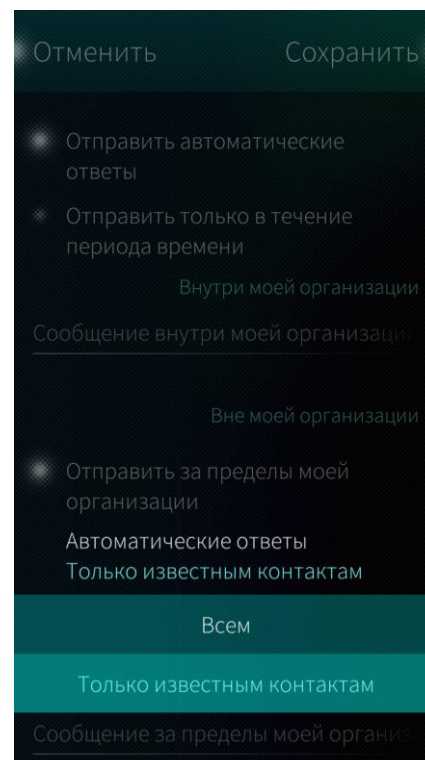 Отменить Сохранить
Отправить автоматические
ответы
Отправить только в течение
периода времени
Внутри моей организации
Сообщение внутри моей организаци
Вне моей организации
Отправить за пределы моей
организации
Автоматические ответы
Только известным контактам
Всем
Только известным контактам
Сообщение за пределы моей организ